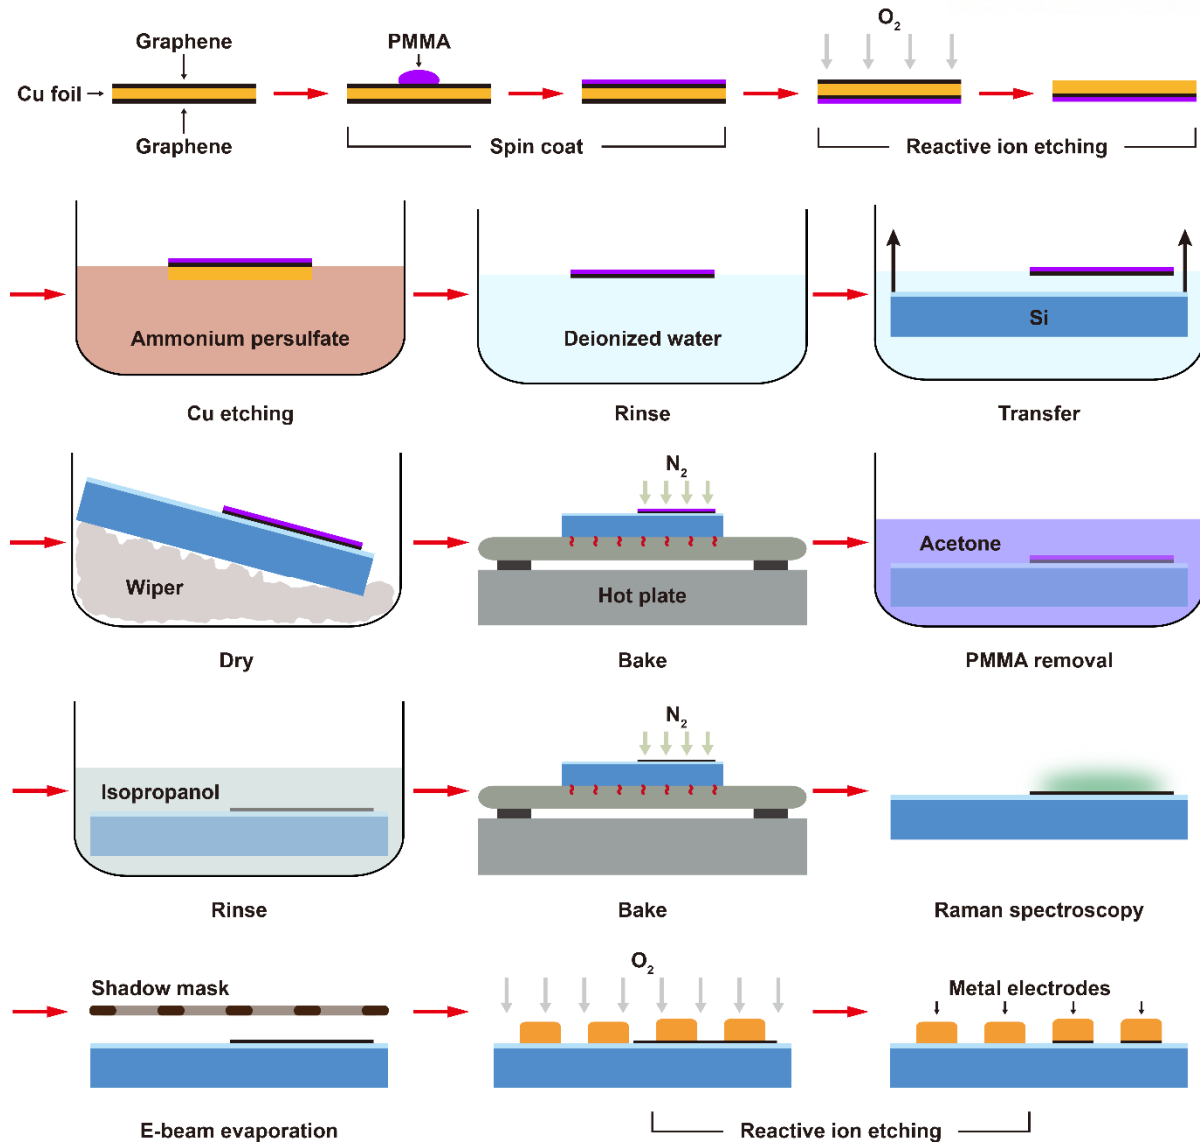 Graphene
PMMA
O₂
Cu foil
Graphene
Spin coat
Reactive ion etching
Ammonium persulfate
Deionized water
Si
Cu etching
Rinse
Transfer
N₂
Wiper
Hot plate
Acetone
Dry
Bake
PMMA removal
N₂
Isopropanol
Rinse
Bake
Raman spectroscopy
O₂
Shadow mask
Metal electrodes
E-beam evaporation
Reactive ion etching